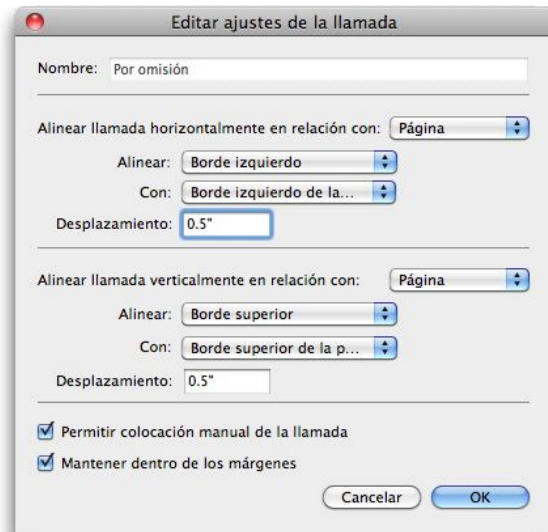 Editar ajustes de la llamada
Nombre: Por omisión
Alinear llamada horizontalmente en relación con: Página
Alinear: Borde izquierdo
Con: Borde izquierdo de la...
Desplazamiento: 0.5"
Alinear llamada verticalmente en relación con: Página
Alinear: Borde superior
Con: Borde superior de la p...
Desplazamiento: 0.5"
Permitir colocación manual de la llamada
Mantener dentro de los márgenes
Cancelar OK